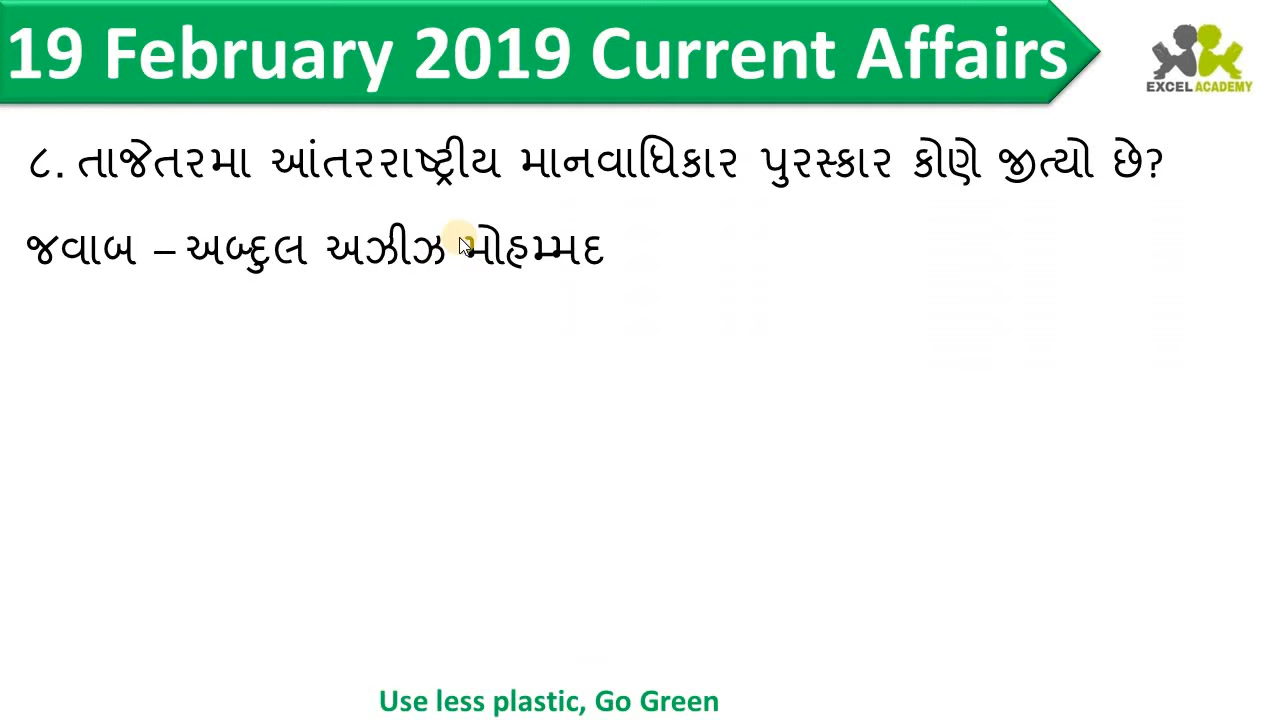 19 February 2019 Current Affairs
EXCEL ACADEMY
૮. તાજેતરમા આંતરરાષ્ટ્રીય માનવાધિકાર પુરસ્કાર કોણે જીત્યો છે?
જવાબ – અબ્દુલ અઝીઝ મોહમ્મદ
Use less plastic, Go Green